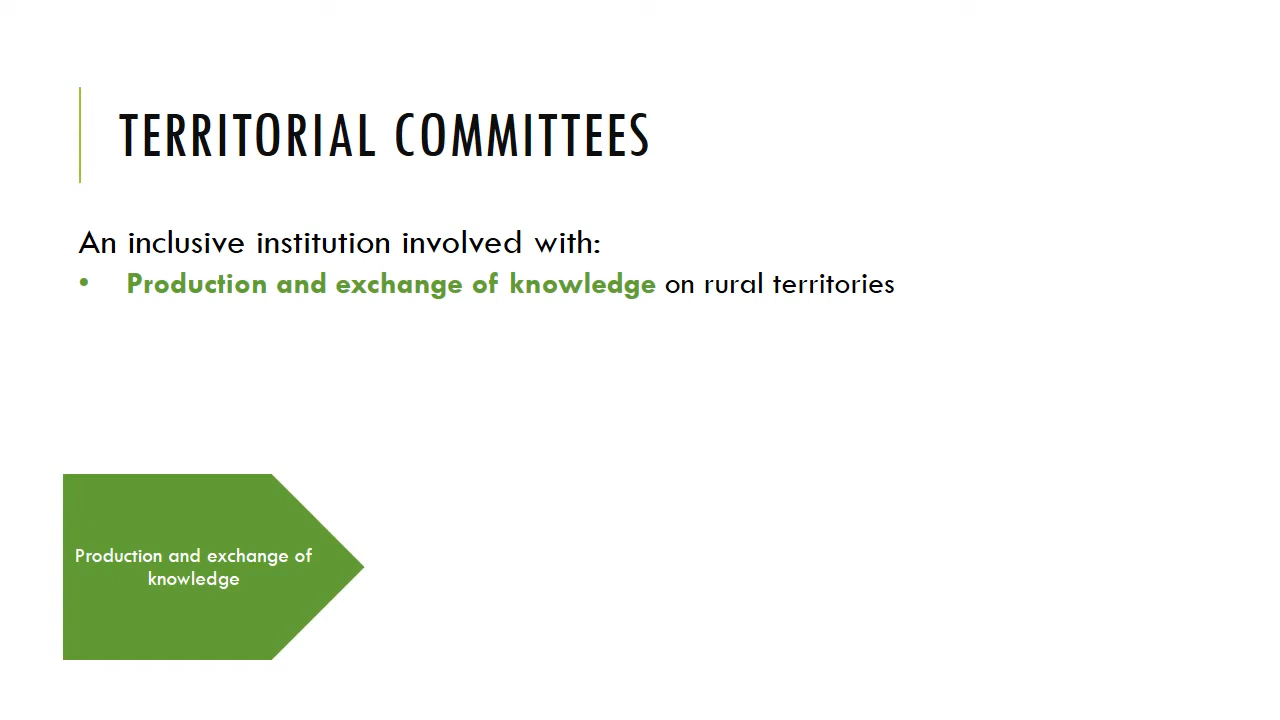 TERRITORIAL COMMITTEES
An inclusive institution involved with:
• Production and exchange of knowledge on rural territories
Production and exchange of
knowledge